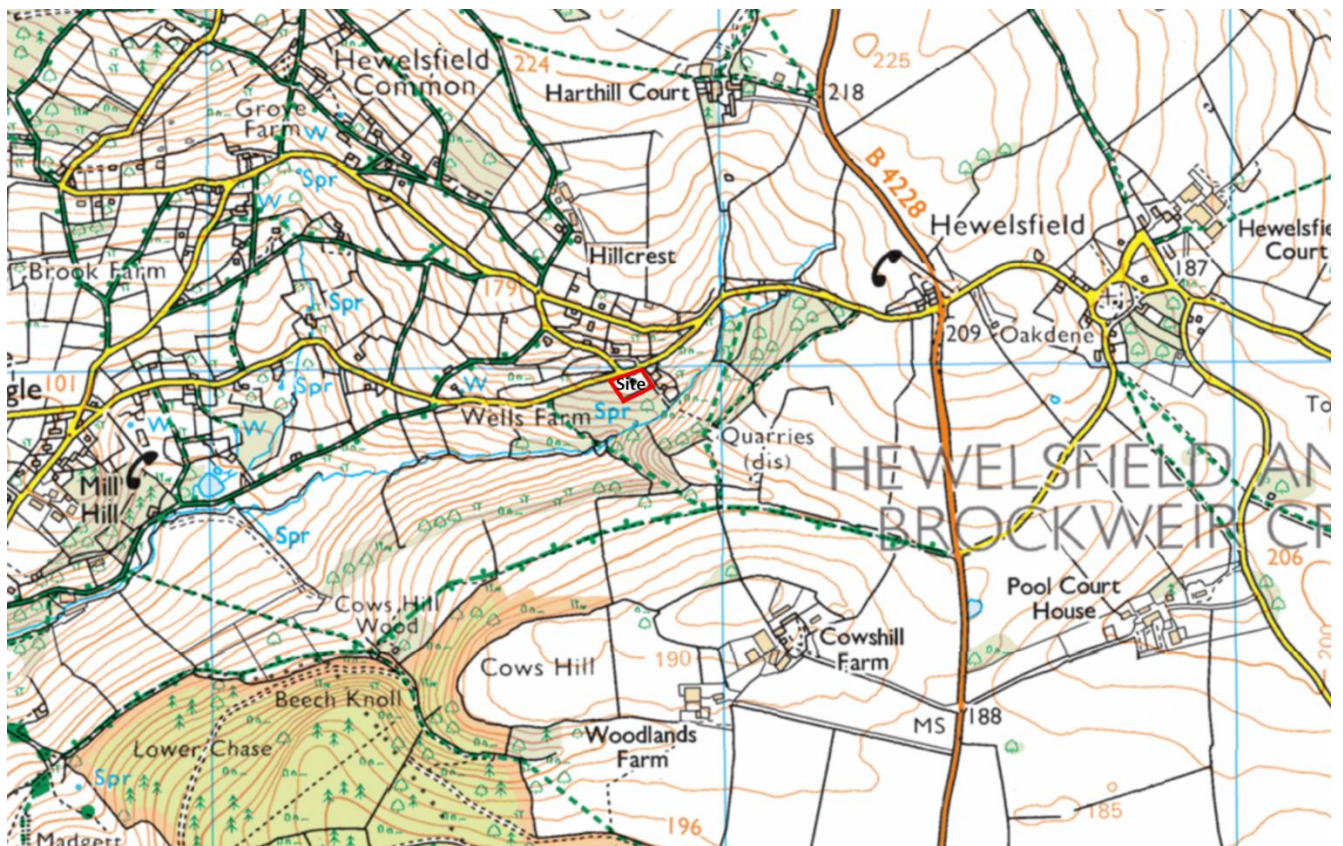 Hewelsfield
Common
224
225
Harthill Court
218
Grove
Farm
W
Spr
W
B 4228
Hewelsfield
Hewelsfie
Court
187
Hillcrest
Brook Farm
179
Spr
209
Oakdene
101
gle
Spr
W
Site
To
W
W
Wells Farm
Spr
Quarries
(dis)
HEWELSFIELD AN
BROCKWEIR CP
Mill
Hill
Spr
206
Pool Court
House
Cows Hill
Wood
Cows Hill
190
Cowshill
Farm
200
Beech Knoll
MS
188
Lower Chase
Woodlands
Farm
Spr
185
196
Madgett